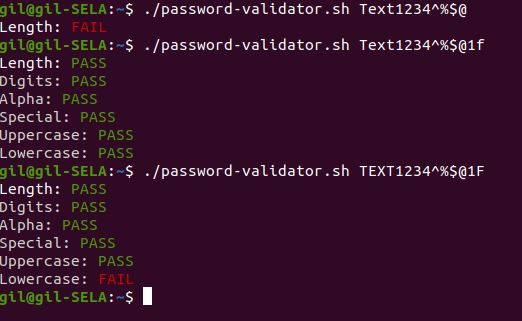 gil@gil-SELA:~$ ./password-validator.sh Text1234^%$@
Length: FAIL
gil@gil-SELA:~$ ./password-validator.sh Text1234^%$@1f
Length: PASS
Digits: PASS
Alpha: PASS
Special: PASS
Uppercase: PASS
Lowercase: PASS
gil@gil-SELA:~$ ./password-validator.sh TEXT1234^%$@1F
Length: PASS
Digits: PASS
Alpha: PASS
Special: PASS
Uppercase: PASS
Lowercase: FAIL
gil@gil-SELA:~$